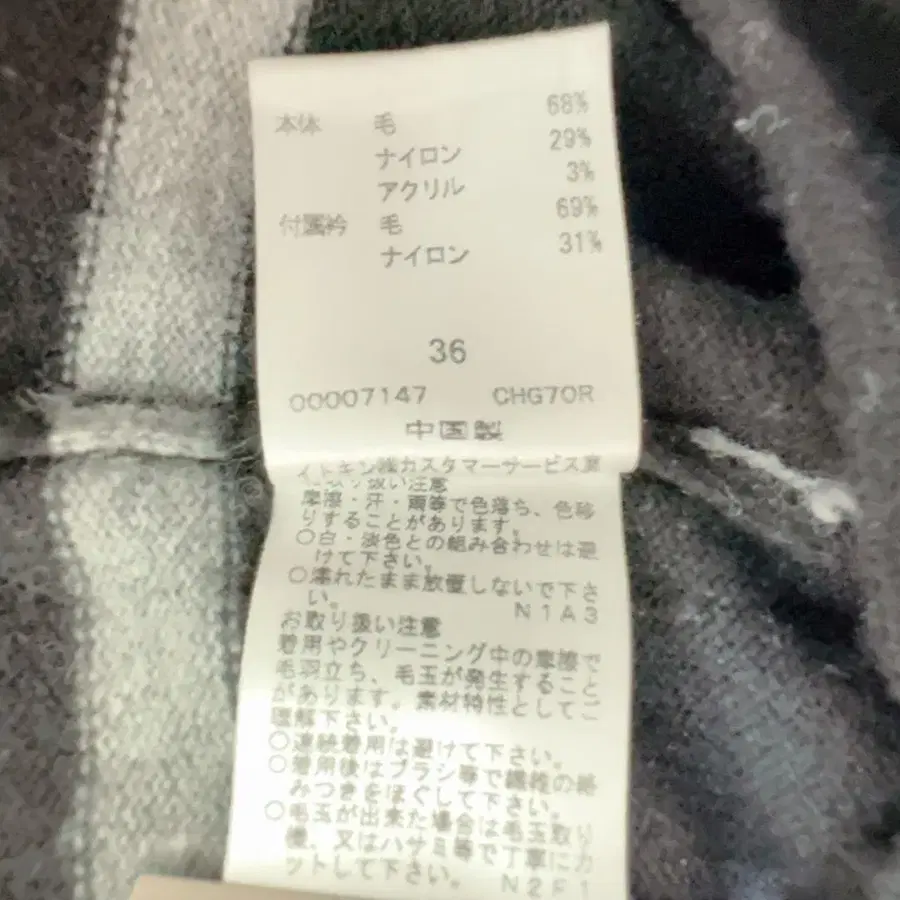 本体 毛 68%
ナイロン 29%
アクリル 3%
付属衿 毛 69%
ナイロン 31%
36
00007147 CHG70R
中国製
イトキン㈱カスタマーサービス室
取り扱い注意
摩擦・汗・雨等で色落ち、色移
りすることがあります。
○白・淡色との組み合わせは避
けて下さい。
○濡れたまま放置しないで下さ
い。 N1A3
お取り扱い注意
着用やクリーニング中の摩擦で
毛羽立ち、毛玉が発生すること
があります。素材特性としてご
理解下さい。
○連続着用は避けて下さい。
○着用後はブラシ等で繊維の絡
みつきをほぐして下さい。
○毛玉が出来た場合は毛玉取り
機、又はハサミ等で丁寧にカ
ットして下さい。 N2F1